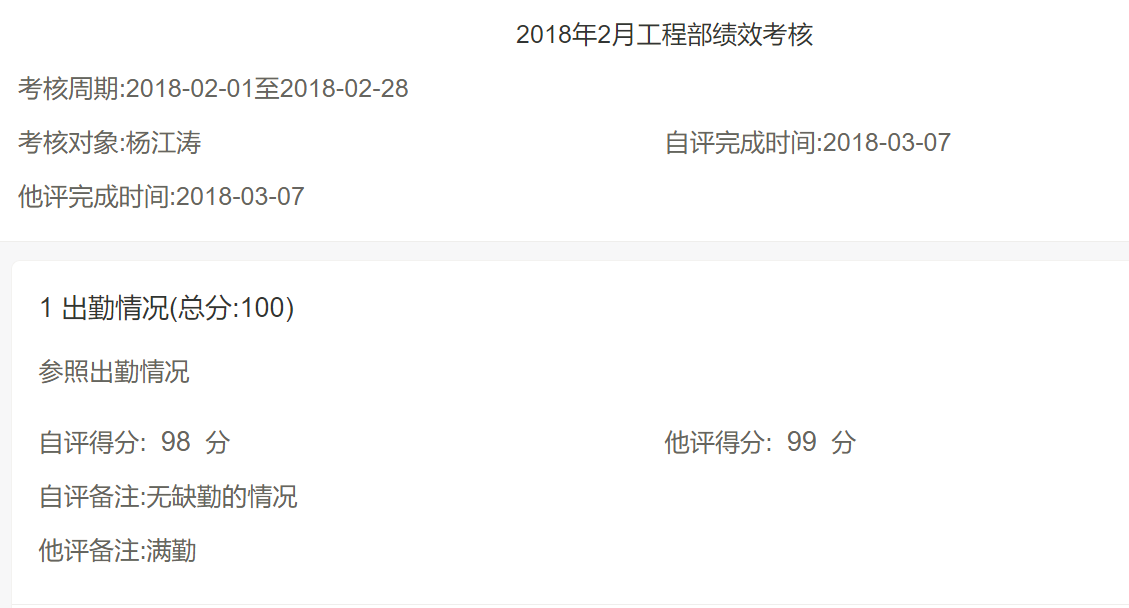 2018年2月工程部绩效考核
考核周期:2018-02-01至2018-02-28
考核对象:杨江涛 自评完成时间:2018-03-07
他评完成时间:2018-03-07
1 出勤情况(总分:100)
参照出勤情况
自评得分: 98 分 他评得分: 99 分
自评备注:无缺勤的情况
他评备注:满勤